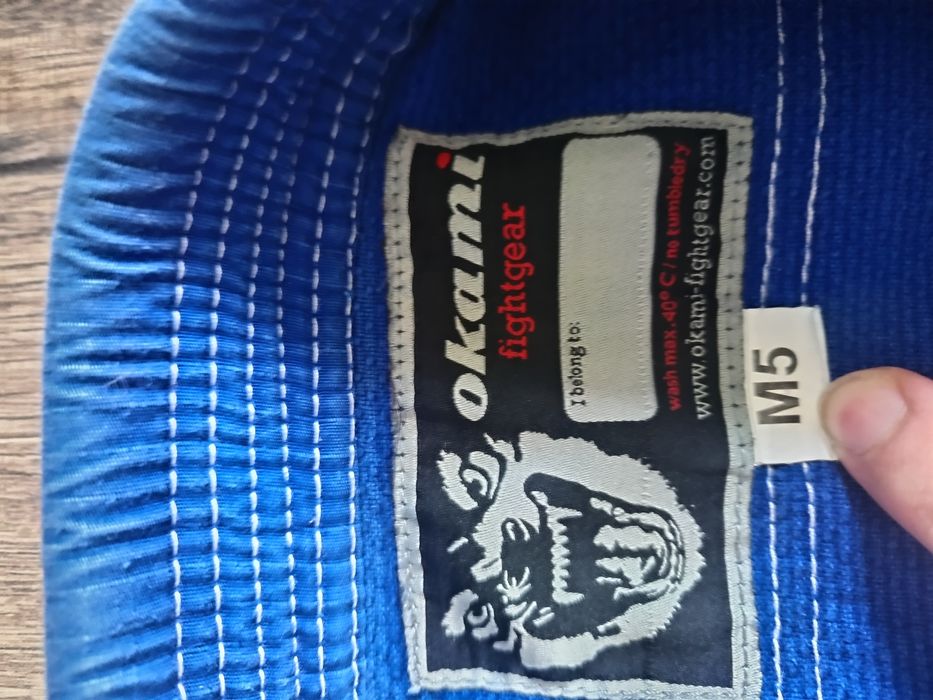 okami
fightgear
I belong to:
wash max. 40° C / no tumbledry
www.okami-fightgear.com
M5